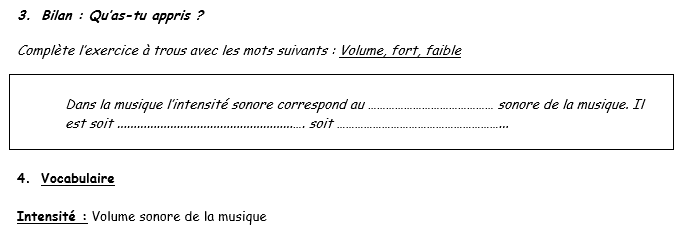 3. Bilan : Qu'as-tu appris ?
Complète l'exercice à trous avec les mots suivants : Volume, fort, faible
Dans la musique l'intensité sonore correspond au ………………………………… sonore de la musique. Il
est soit ......................................................…. soit ……………………………………………...
4. Vocabulaire
Intensité : Volume sonore de la musique